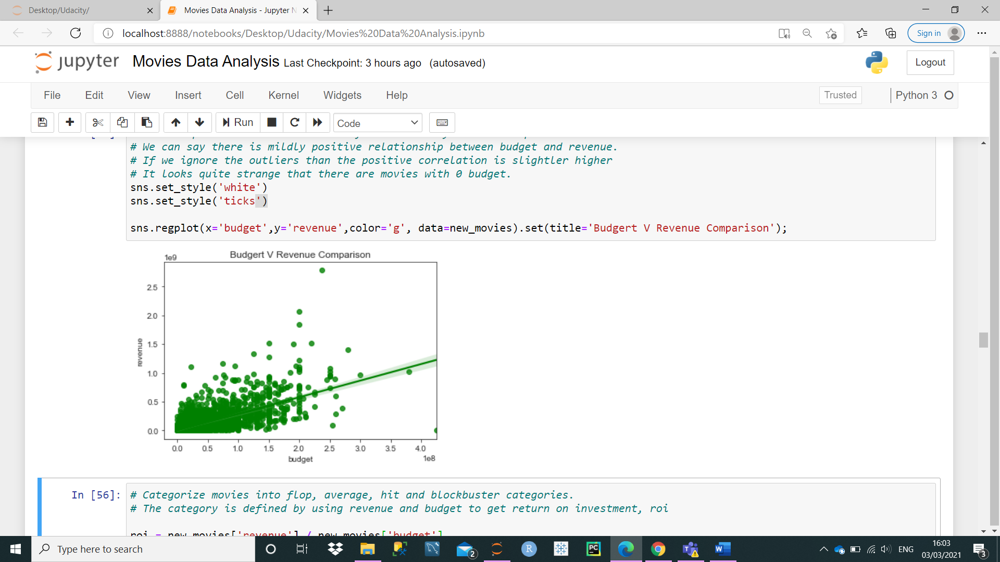 Desktop/Udacity/
Movies Data Analysis - Jupyter N
localhost:8888/notebooks/Desktop/Udacity/Movies%20Data%20Analysis.ipynb
Sign in
jupyter Movies Data Analysis Last Checkpoint: 3 hours ago (autosaved)
Logout
File Edit View Insert Cell Kernel Widgets Help
Trusted
Python 3
Run
Code
# We can say there is mildly positive relationship between budget and revenue.
# If we ignore the outliers than the positive correlation is slightler higher
# It looks quite strange that there are movies with 0 budget.
sns.set_style('white')
sns.set_style('ticks')
sns.regplot(x='budget',y='revenue',color='g', data=new_movies).set(title='Budgert V Revenue Comparison');
Budgert V Revenue Comparison
1e9
2.5
2.0
1.5
1.0
0.5
0.0
revenue
0.0 0.5 1.0 1.5 2.0 2.5 3.0 3.5 4.0
budget
1e8
In [56]:
# Categorize movies into flop, average, hit and blockbuster categories.
# The category is defined by using revenue and budget to get return on investment, roi
roi = new_movies['revenue'] / new_movies['budget']
Type here to search
R
PC
2
W
ENG
16:03
03/03/2021
3